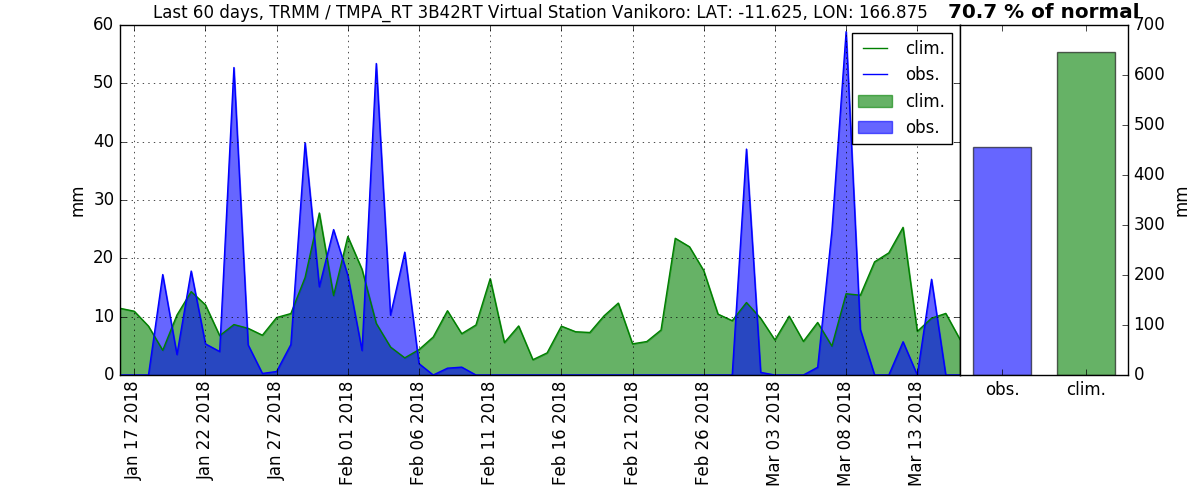 Last 60 days, TRMM / TMPA_RT 3B42RT Virtual Station Vanikoro: LAT: -11.625, LON: 166.875
70.7 % of normal
60
50
40
30
20
10
0
mm
clim.
obs.
clim.
obs.
Jan 17 2018
Jan 22 2018
Jan 27 2018
Feb 01 2018
Feb 06 2018
Feb 11 2018
Feb 16 2018
Feb 21 2018
Feb 26 2018
Mar 03 2018
Mar 08 2018
Mar 13 2018
700
600
500
400
300
200
100
0
mm
obs.
clim.